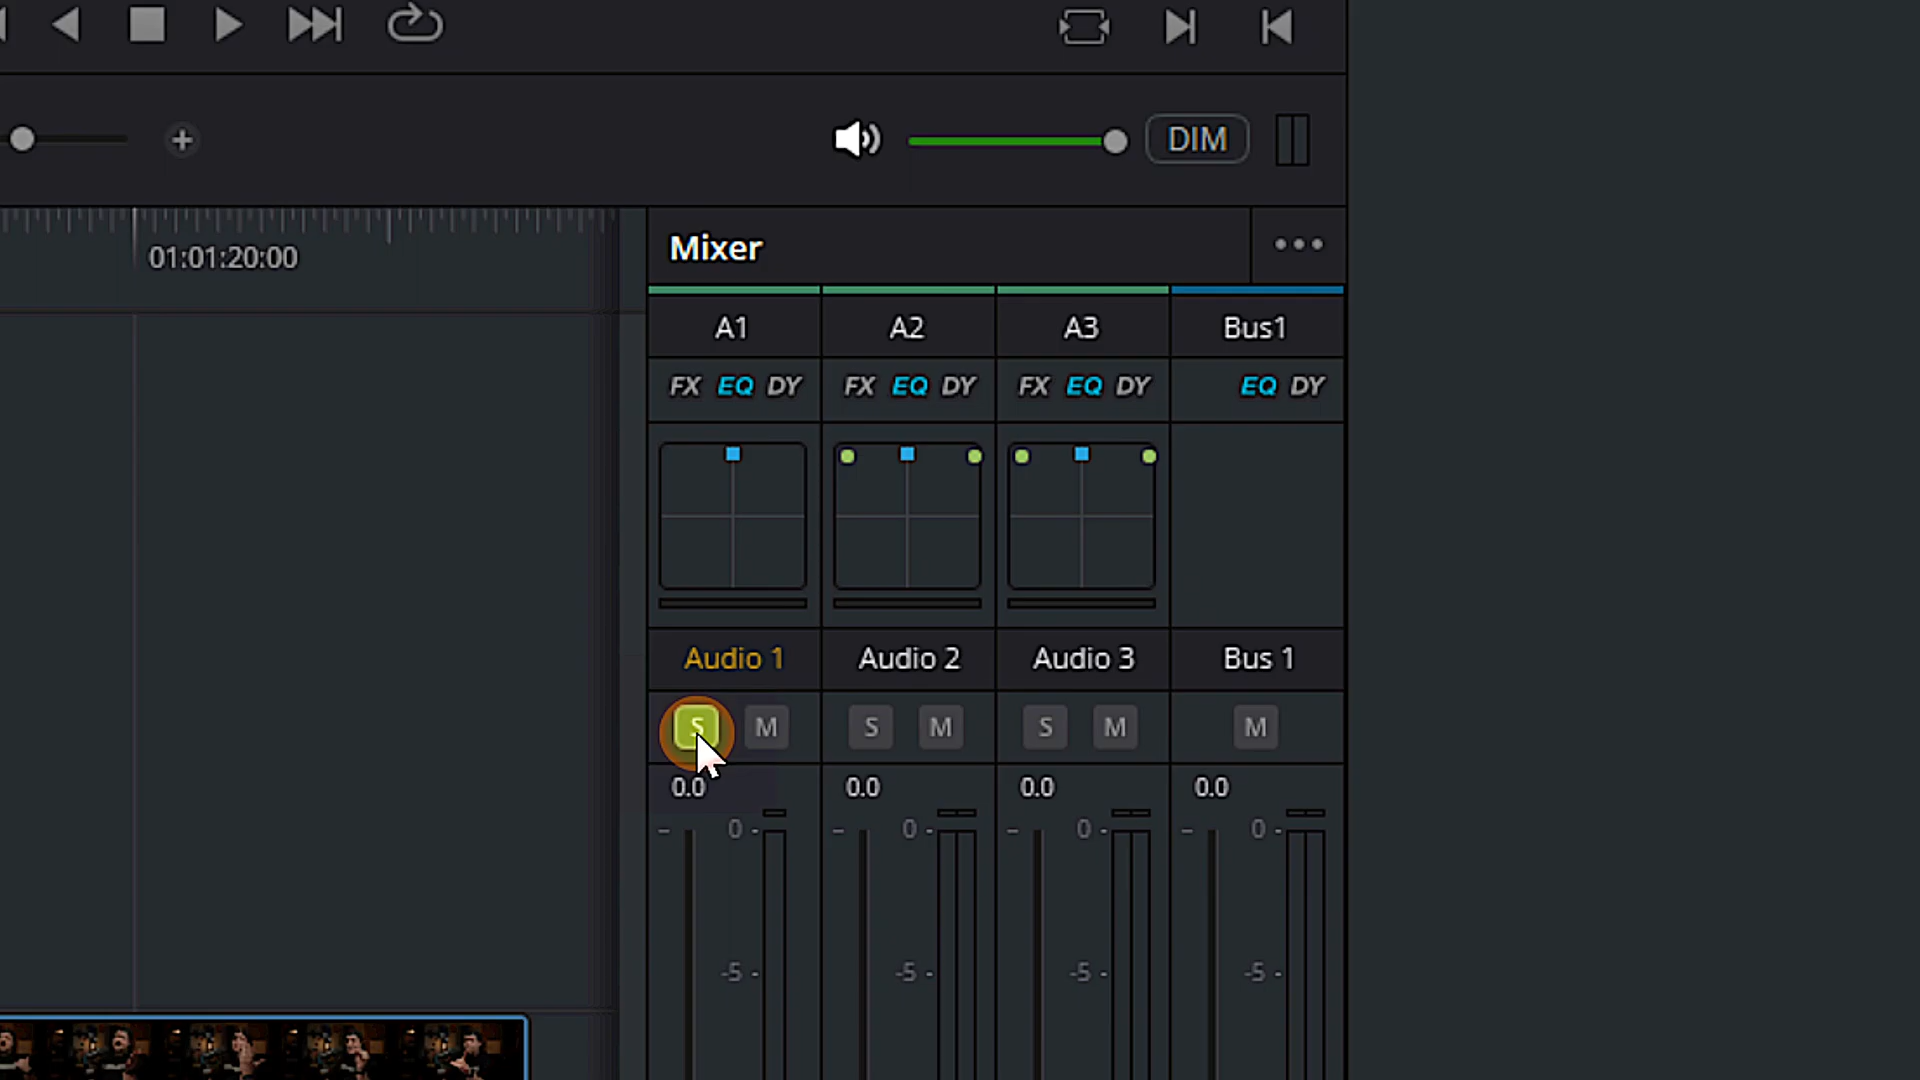 DIM
01:01:20:00
Mixer
A1 A2 A3 Bus1
FX EQ DY FX EQ DY FX EQ DY EQ DY
Audio 1 Audio 2 Audio 3 Bus 1
S M S M S M M
0.0 0.0 0.0 0.0
0 - 0 - 0 - 0 -
-5 - -5 - -5 - -5 -